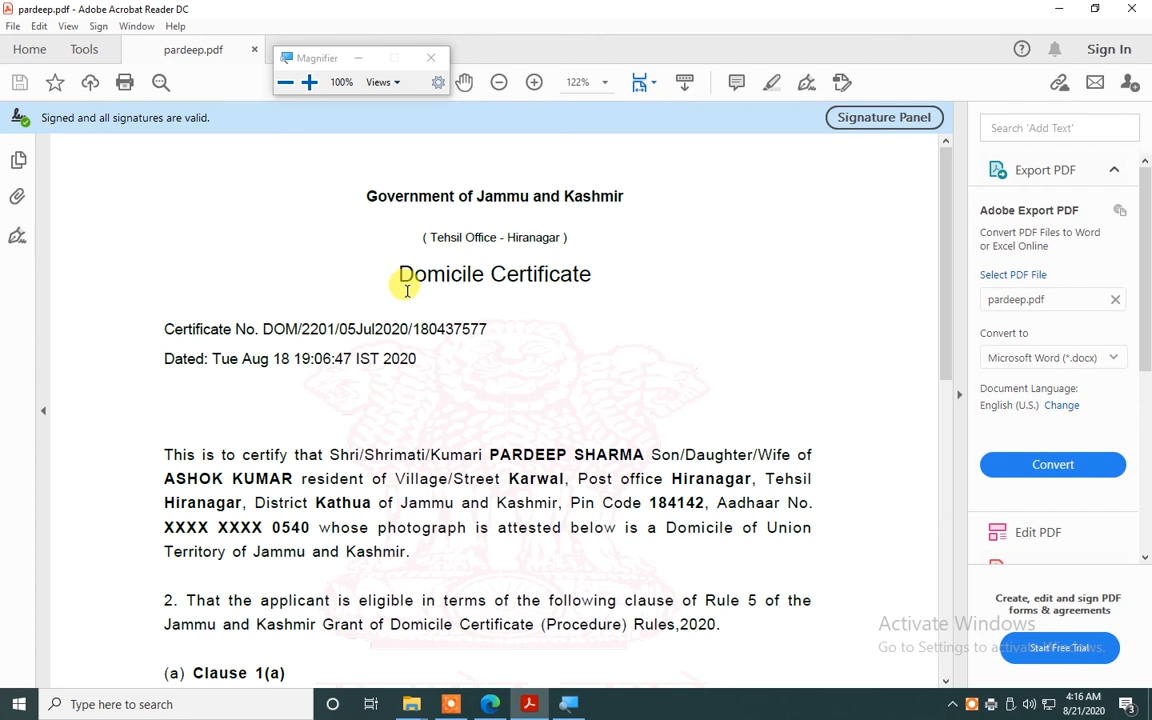 pardeep.pdf - Adobe Acrobat Reader DC
File Edit View Sign Window Help
Home Tools pardeep.pdf × Sign In
Magnifier
100% Views
122%
Signed and all signatures are valid.
Signature Panel
Government of Jammu and Kashmir
( Tehsil Office - Hiranagar )
Domicile Certificate
Certificate No. DOM/2201/05Jul2020/180437577
Dated: Tue Aug 18 19:06:47 IST 2020
This is to certify that Shri/Shrimati/Kumari PARDEEP SHARMA Son/Daughter/Wife of
ASHOK KUMAR resident of Village/Street Karwal, Post office Hiranagar, Tehsil
Hiranagar, District Kathua of Jammu and Kashmir, Pin Code 184142, Aadhaar No.
XXXX XXXX 0540 whose photograph is attested below is a Domicile of Union
Territory of Jammu and Kashmir.
2. That the applicant is eligible in terms of the following clause of Rule 5 of the
Jammu and Kashmir Grant of Domicile Certificate (Procedure) Rules,2020.
(a) Clause 1(a)
Search 'Add Text'
Export PDF
Adobe Export PDF
Convert PDF Files to Word
or Excel Online
Select PDF File
pardeep.pdf
Convert to
Microsoft Word (*.docx)
Document Language:
English (U.S.) Change
Convert
Edit PDF
Create, edit and sign PDF
forms & agreements
Start Free Trial
Activate Windows
Go to Settings to activate Windows.
Type here to search
4:16 AM
8/21/2020
3